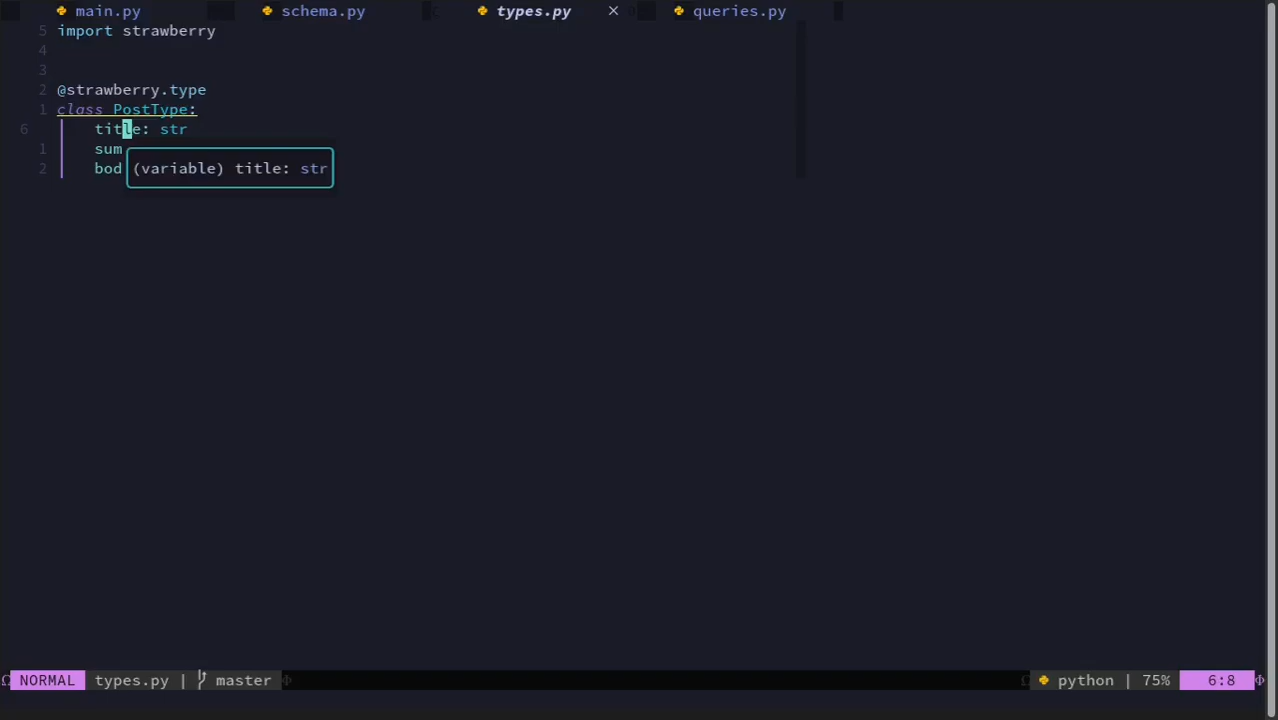 main.py schema.py types.py × queries.py
5 import strawberry
4
3
2 @strawberry.type
1 class PostType:
6 title: str
1 sum
2 bod (variable) title: str
NORMAL types.py | master python | 75% 6:8